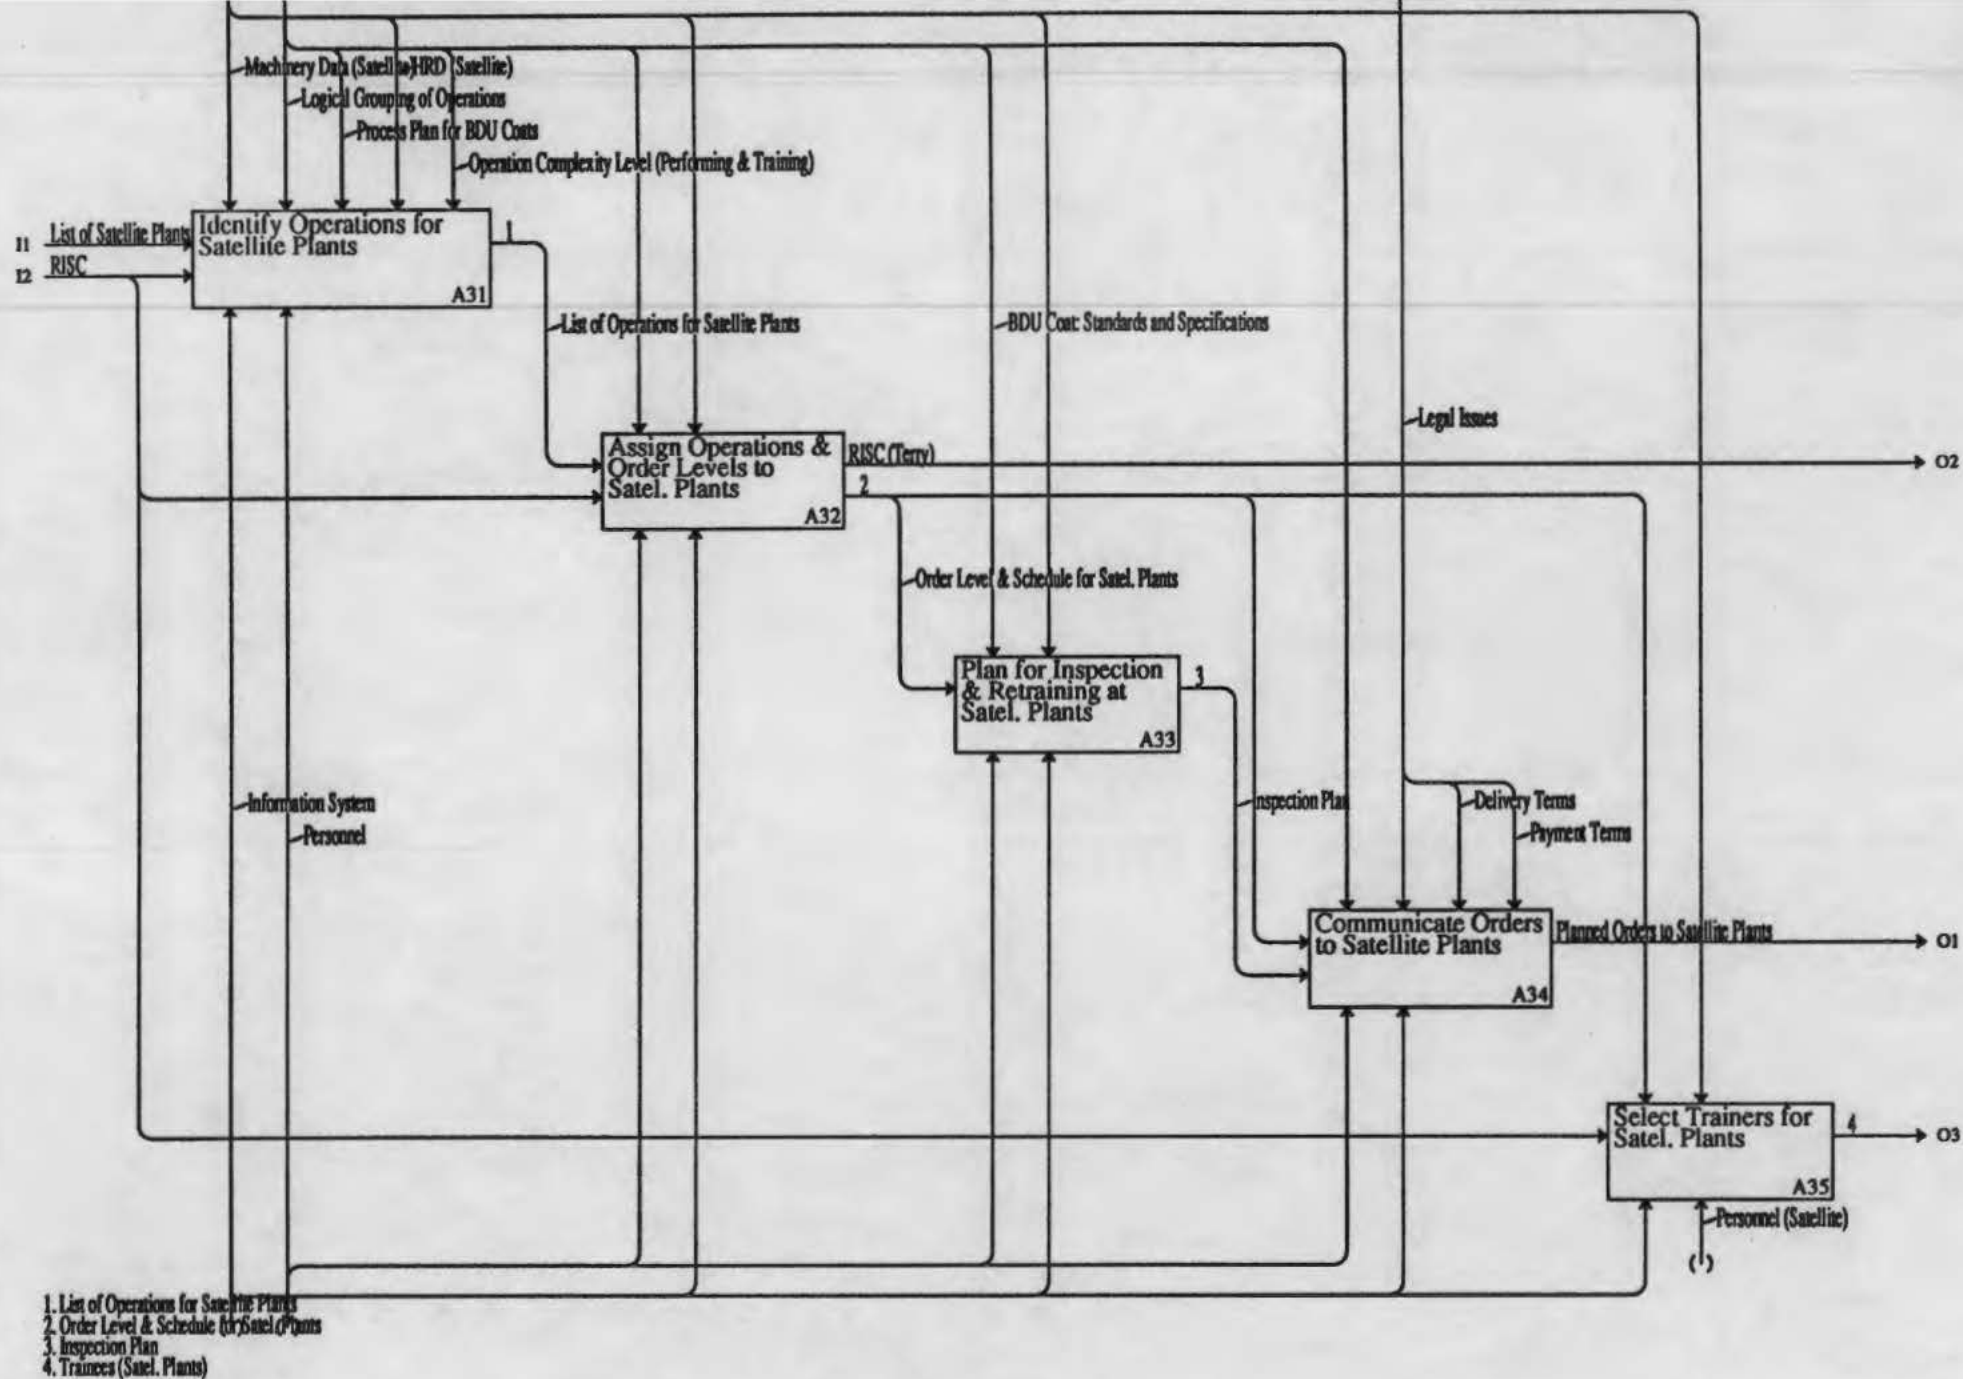 Machinery Data (Satellite)
HRD (Satellite)
Logical Grouping of Operations
Process Plan for BDU Coats
Operation Complexity Level (Performing & Training)
I1 List of Satellite Plants
I2 RISC
Identify Operations for
Satellite Plants
A31
1
List of Operations for Satellite Plants
BDU Coat: Standards and Specifications
Legal Issues
Assign Operations &
Order Levels to
Satel. Plants
A32
RISC (Terry)
O2
2
Order Level & Schedule for Satel. Plants
Plan for Inspection
& Retraining at
Satel. Plants
A33
3
Information System
Personnel
Inspection Plan
Delivery Terms
Payment Terms
Communicate Orders
to Satellite Plants
A34
Planned Orders to Satellite Plants
O1
Select Trainers for
Satel. Plants
A35
4
O3
Personnel (Satellite)
( )
1. List of Operations for Satellite Plants
2. Order Level & Schedule for Satel. Plants
3. Inspection Plan
4. Trainees (Satel. Plants)